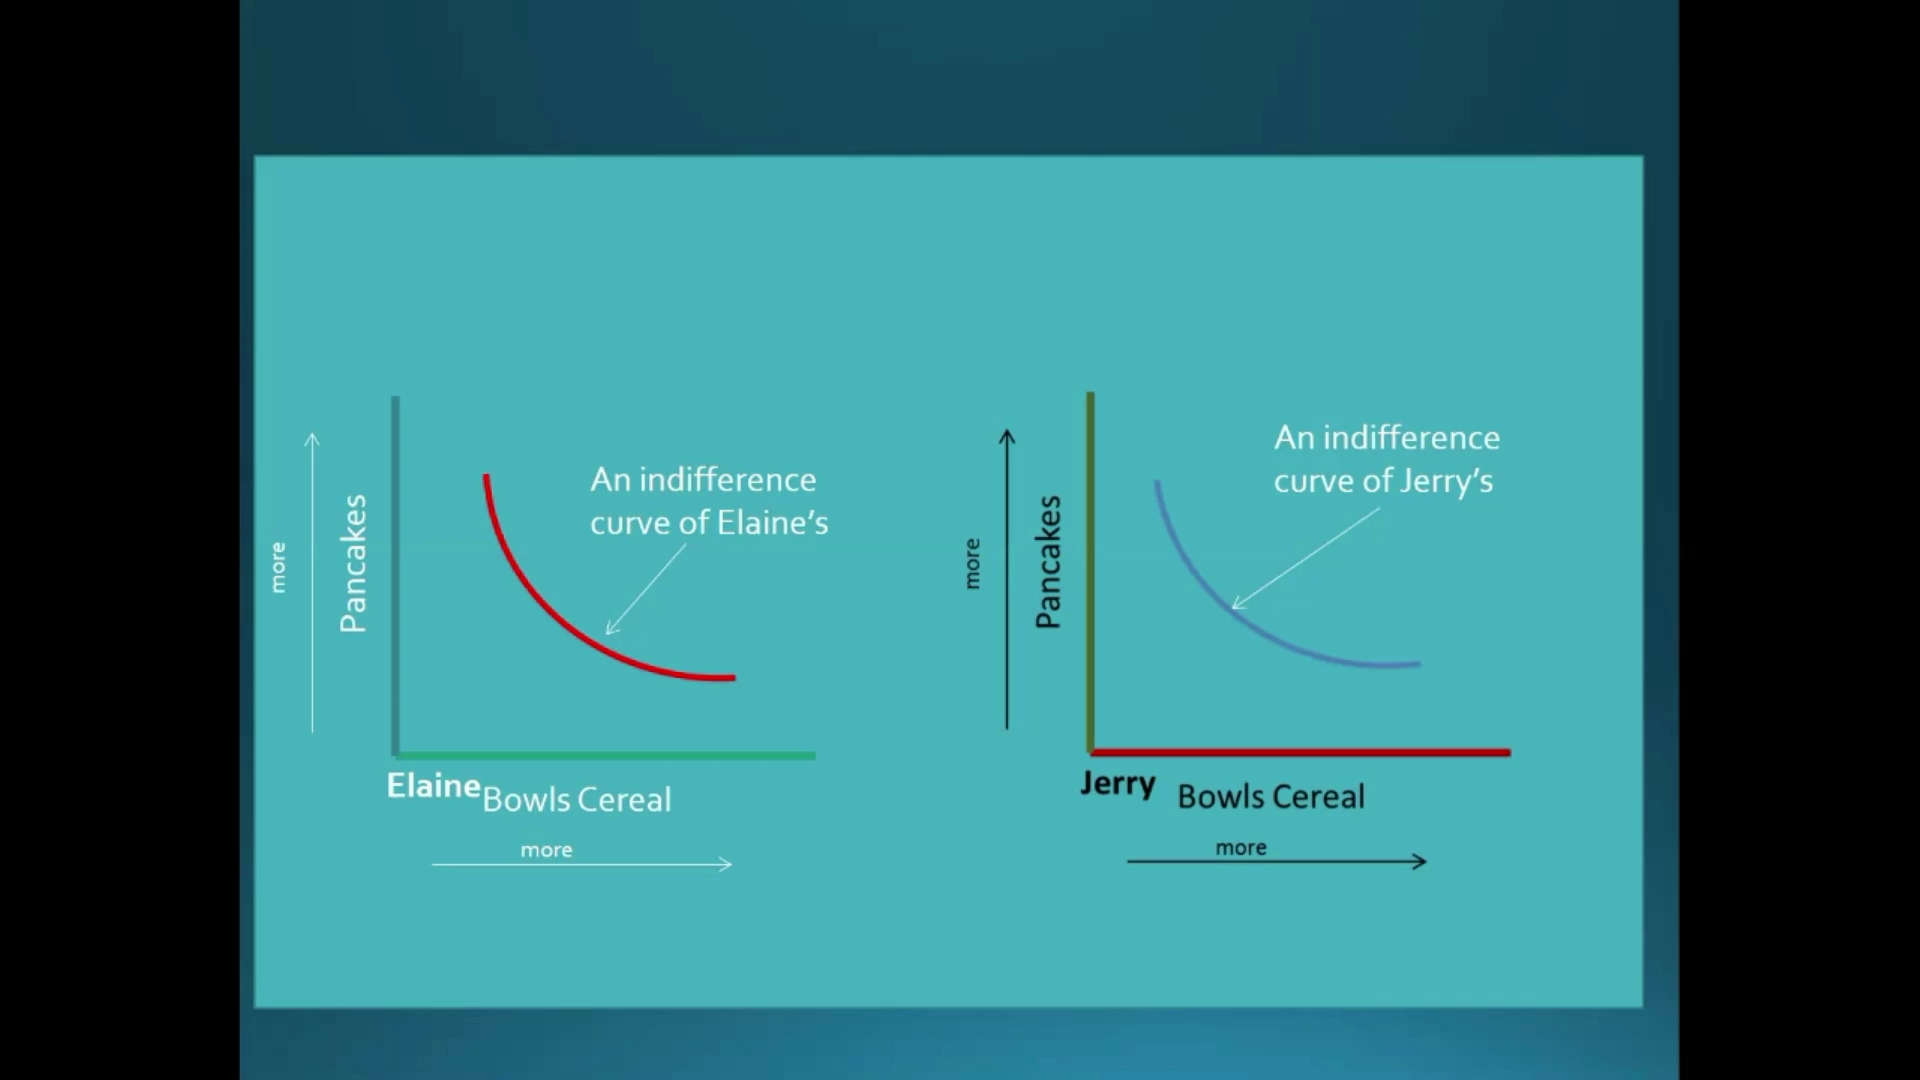 more
Pancakes
An indifference
curve of Elaine’s
Elaine
Bowls Cereal
more
more
Pancakes
An indifference
curve of Jerry’s
Jerry
Bowls Cereal
more